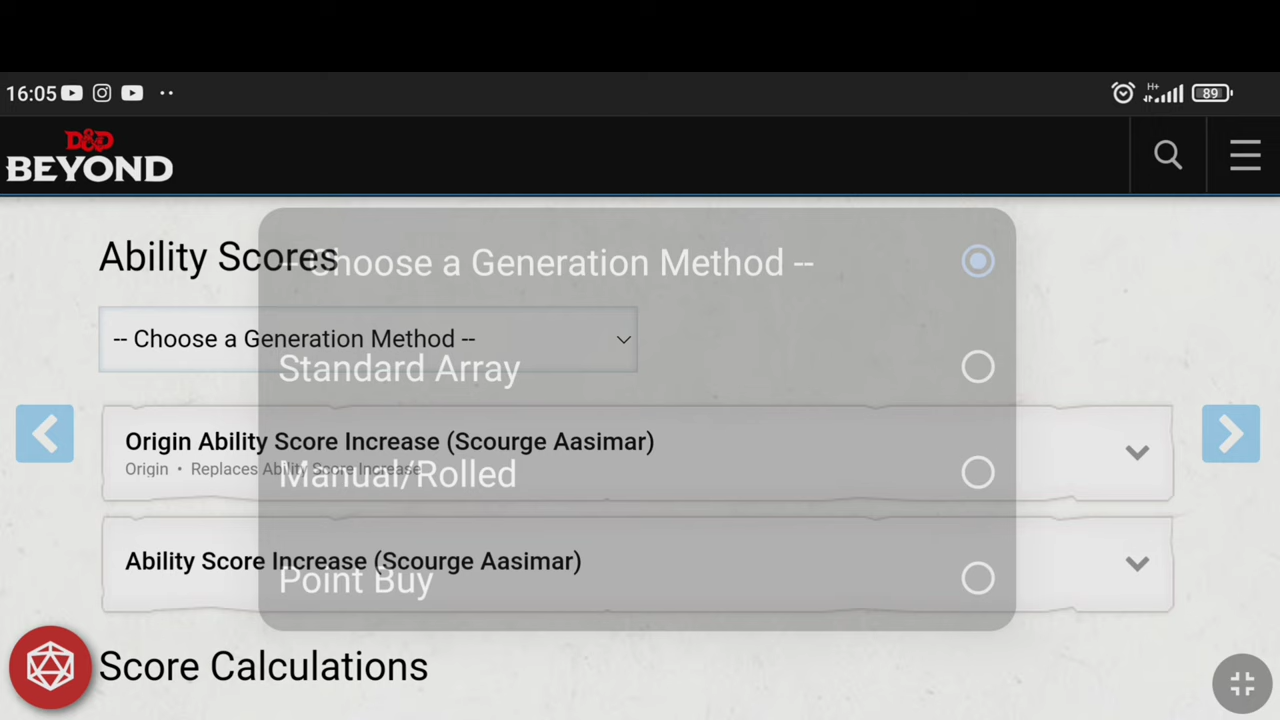 16:05
H+
89
D&D
BEYOND
Ability Scores
-- Choose a Generation Method --
-- Choose a Generation Method --
Standard Array
Origin Ability Score Increase (Scourge Aasimar)
Origin • Replaces Ability Score Increase
Manual/Rolled
Ability Score Increase (Scourge Aasimar)
Point Buy
Score Calculations